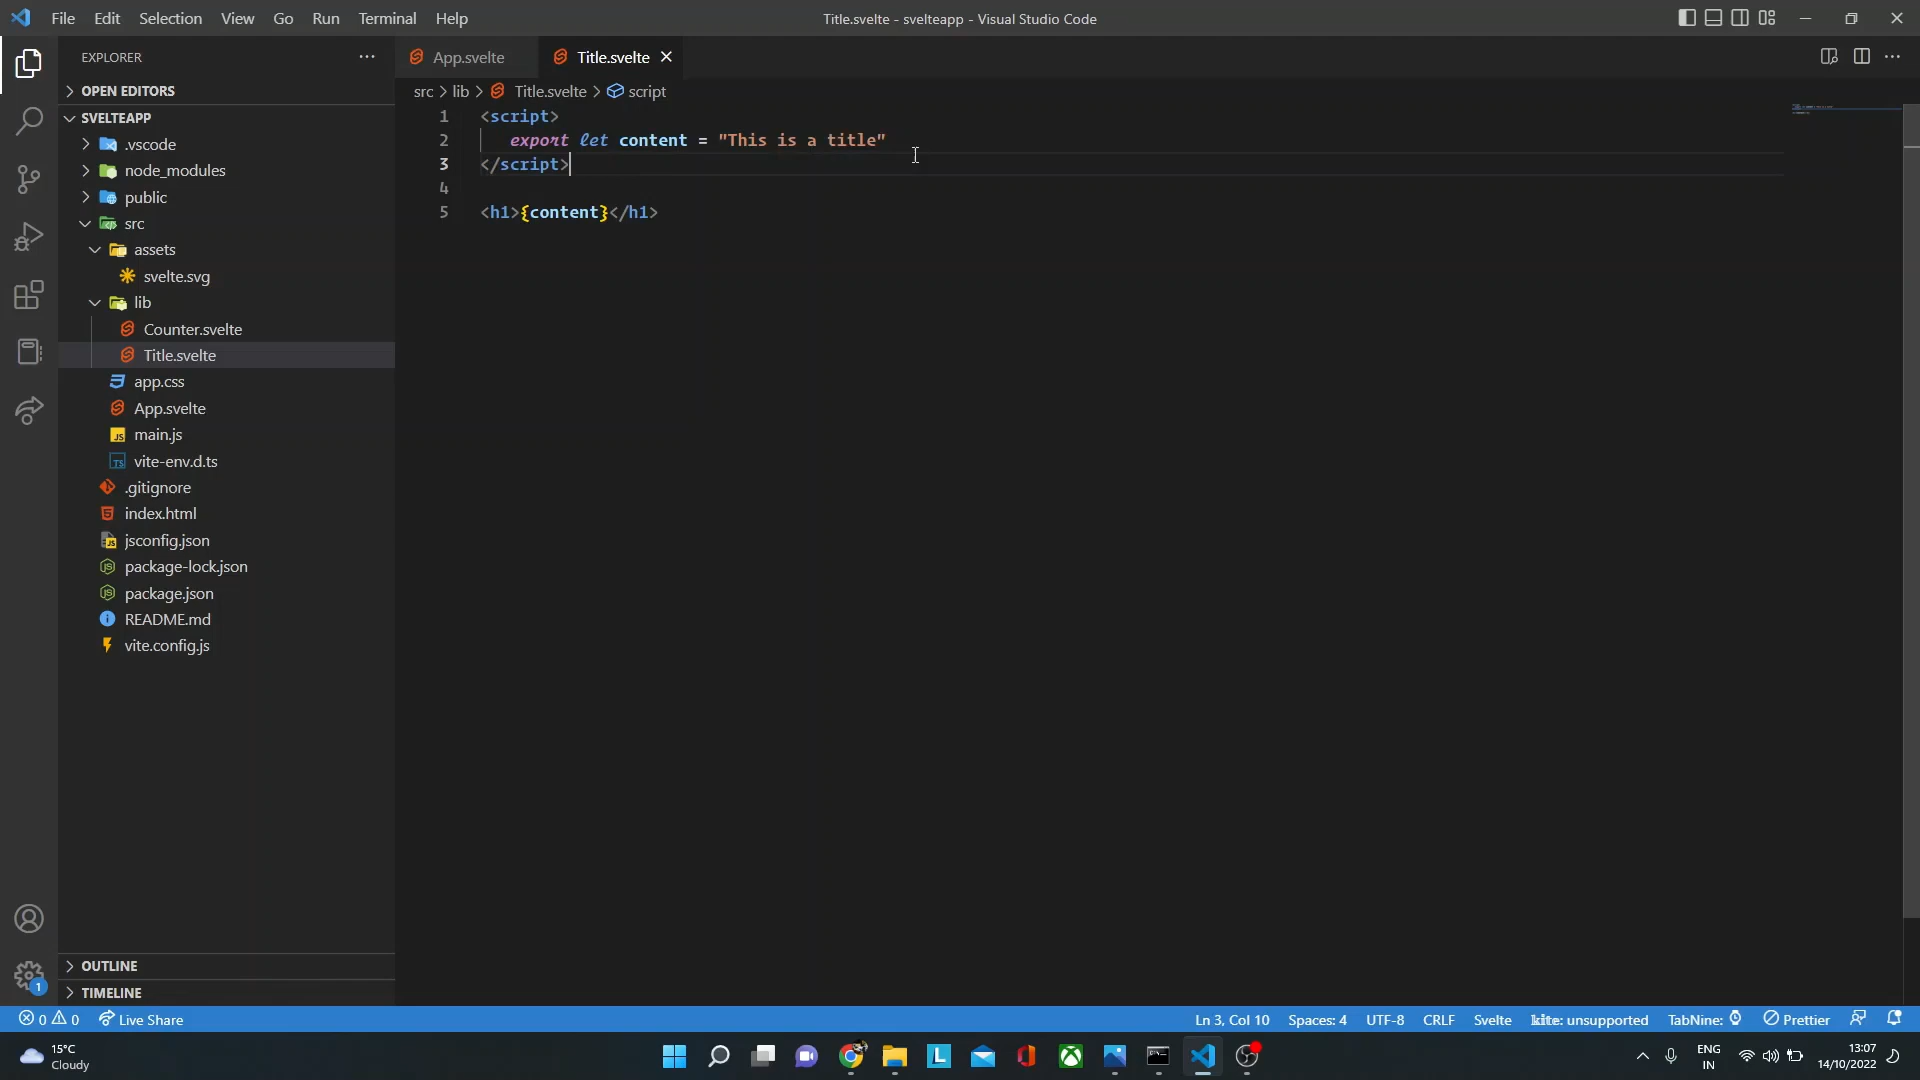 File Edit Selection View Go Run Terminal Help
Title.svelte - svelteapp - Visual Studio Code
EXPLORER
OPEN EDITORS
SVELTEAPP
.vscode
node_modules
public
src
assets
svelte.svg
lib
Counter.svelte
Title.svelte
app.css
App.svelte
JS main.js
TS vite-env.d.ts
.gitignore
index.html
jsconfig.json
package-lock.json
package.json
README.md
vite.config.js
OUTLINE
TIMELINE
App.svelte
Title.svelte
src > lib > Title.svelte > script
1 <script>
2 export let content = "This is a title"
3 </script>
4
5 <h1>{content}</h1>
1
0 0 Live Share
Ln 3, Col 10 Spaces: 4 UTF-8 CRLF Svelte kite: unsupported TabNine: Prettier
15°C
Cloudy
L
ENG
IN
13:07
14/10/2022